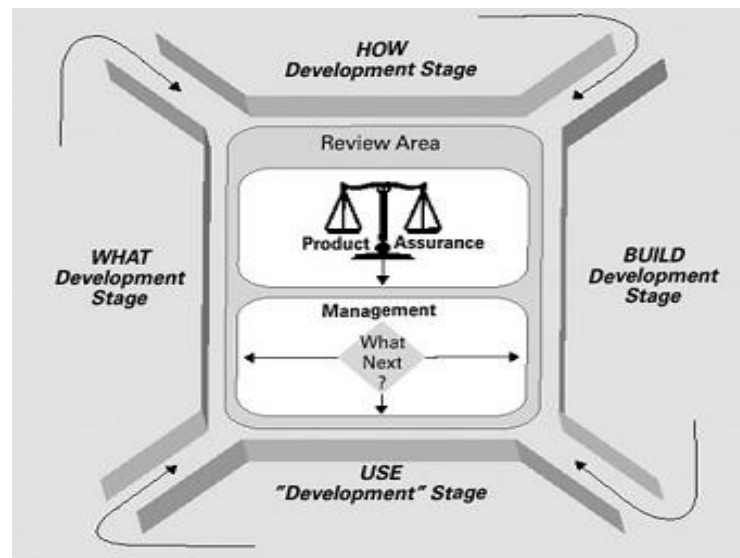 HOW
Development Stage
Review Area
Product Assurance
WHAT
Development
Stage
BUILD
Development
Stage
Management
What
Next
?
USE
"Development" Stage